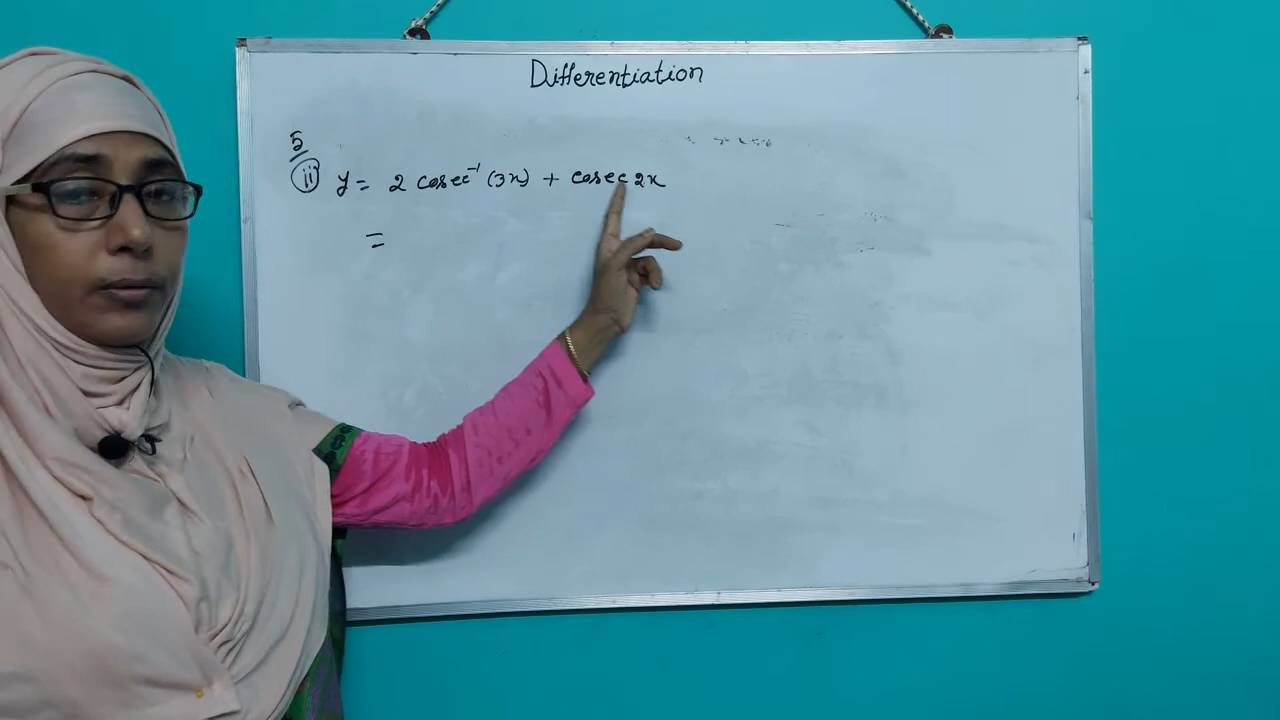 Differentiation
5
(ii) y = 2 cosec⁻¹ (3x) + cosec 2x
=